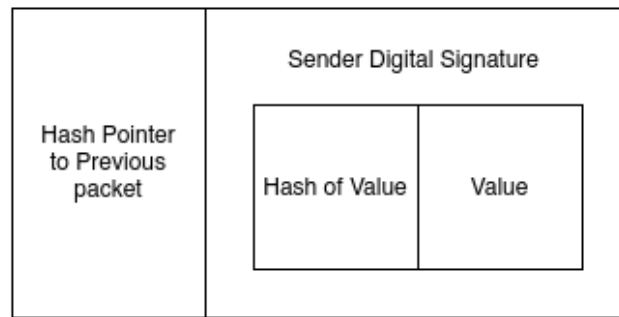 Hash Pointer
to Previous
packet
Sender Digital Signature
Hash of Value
Value